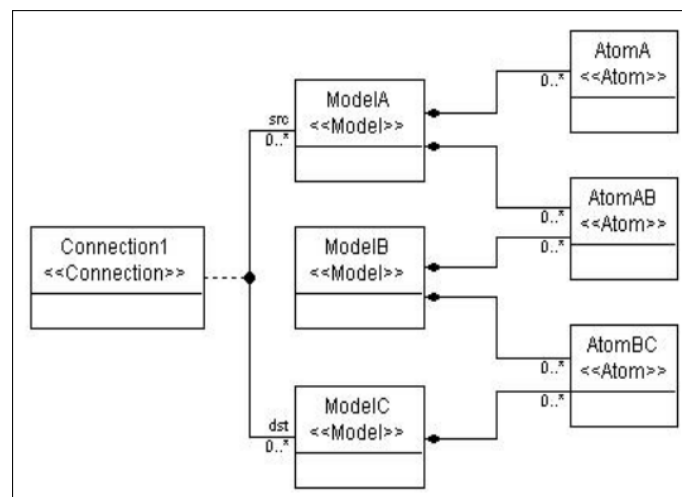 AtomA
<<Atom>>
0..*
ModelA
<<Model>>
src
0..*
AtomAB
<<Atom>>
0..*
0..*
Connection1
<<Connection>>
ModelB
<<Model>>
AtomBC
<<Atom>>
0..*
0..*
ModelC
<<Model>>
dst
0..*